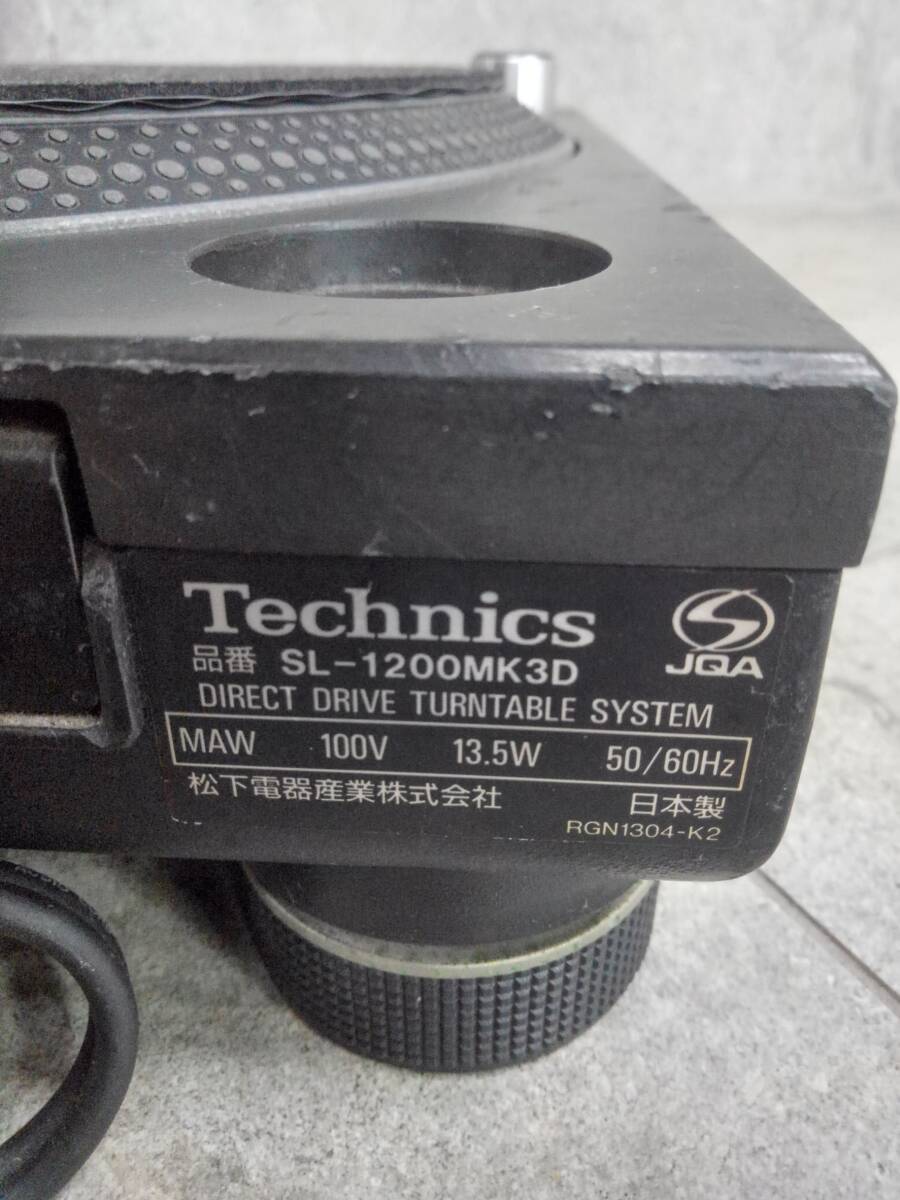 Technics
JQA
品番 SL-1200MK3D
DIRECT DRIVE TURNTABLE SYSTEM
MAW 100V 13.5W 50/60Hz
松下電器産業株式会社 日本製
RGN1304-K2